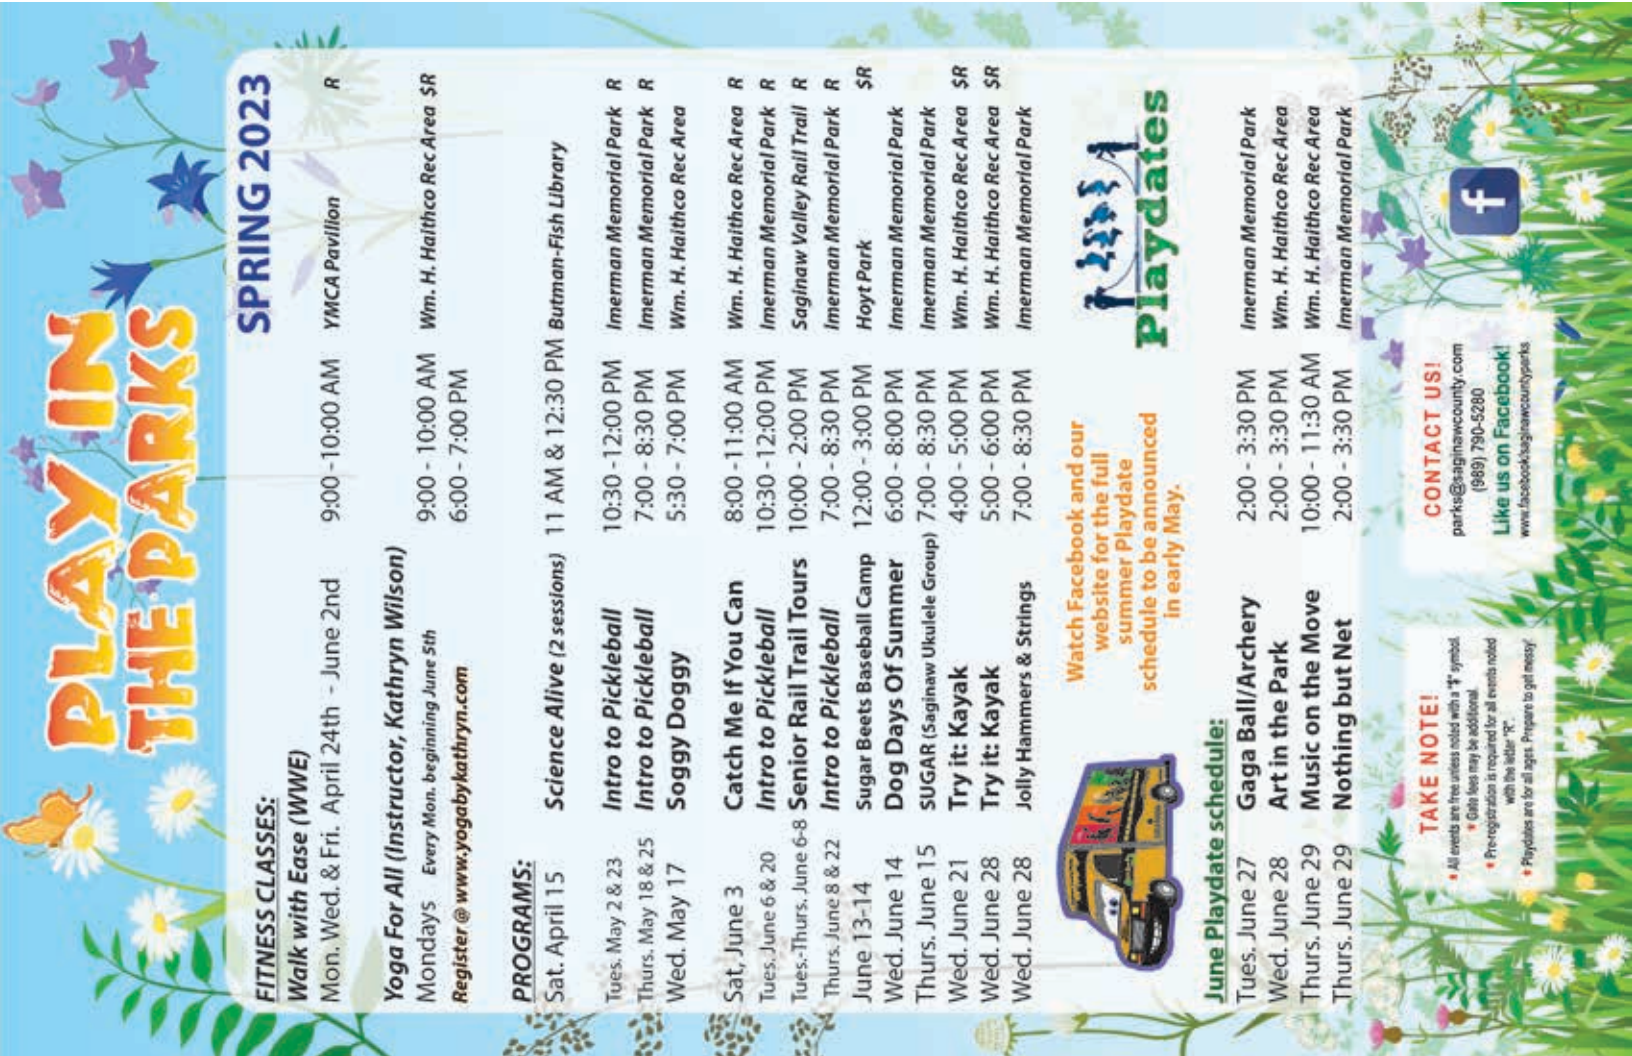 PLAY IN
THE PARKS
SPRING 2023
FITNESS CLASSES:
Walk with Ease (WWE)
Mon. Wed. & Fri. April 24th - June 2nd 9:00 - 10:00 AM YMCA Pavilion R
Yoga For All (Instructor, Kathryn Wilson)
Mondays Every Mon. beginning June 5th 9:00 - 10:00 AM Wm. H. Haithco Rec Area $R
Register @ www.yogabykathryn.com 6:00 - 7:00 PM
PROGRAMS:
Sat. April 15 Science Alive (2 sessions) 11 AM & 12:30 PM Butman-Fish Library
Tues. May 2 & 23 Intro to Pickleball 10:30 - 12:00 PM Imerman Memorial Park R
Thurs. May 18 & 25 Intro to Pickleball 7:00 - 8:30 PM Imerman Memorial Park R
Wed. May 17 Soggy Doggy 5:30 - 7:00 PM Wm. H. Haithco Rec Area
Sat, June 3 Catch Me If You Can 8:00 - 11:00 AM Wm. H. Haithco Rec Area R
Tues. June 6 & 20 Intro to Pickleball 10:30 - 12:00 PM Imerman Memorial Park R
Tues.-Thurs. June 6-8 Senior Rail Trail Tours 10:00 - 2:00 PM Saginaw Valley Rail Trail R
Thurs. June 8 & 22 Intro to Pickleball 7:00 - 8:30 PM Imerman Memorial Park R
June 13-14 Sugar Beets Baseball Camp 12:00 - 3:00 PM Hoyt Park $R
Wed. June 14 Dog Days Of Summer 6:00 - 8:00 PM Imerman Memorial Park
Thurs. June 15 SUGAR (Saginaw Ukulele Group) 7:00 - 8:30 PM Imerman Memorial Park
Wed. June 21 Try it: Kayak 4:00 - 5:00 PM Wm. H. Haithco Rec Area $R
Wed. June 28 Try it: Kayak 5:00 - 6:00 PM Wm. H. Haithco Rec Area $R
Wed. June 28 Jolly Hammers & Strings 7:00 - 8:30 PM Imerman Memorial Park
Watch Facebook and our
website for the full
summer Playdate
schedule to be announced
in early May.
Playdates
June Playdate schedule:
Tues. June 27 Gaga Ball/Archery 2:00 - 3:30 PM Imerman Memorial Park
Wed. June 28 Art in the Park 2:00 - 3:30 PM Wm. H. Haithco Rec Area
Thurs. June 29 Music on the Move 10:00 - 11:30 AM Wm. H. Haithco Rec Area
Thurs. June 29 Nothing but Net 2:00 - 3:30 PM Imerman Memorial Park
TAKE NOTE!
* All events are free unless noted with a "$" symbol.
* Gate fees may be additional.
* Pre-registration is required for all events noted
with the letter "R".
* Playdates are for all ages. Prepare to get messy!
CONTACT US!
parks@saginawcounty.com
(989) 790-5280
Like us on Facebook!
www.facebook/saginawcountyparks
f